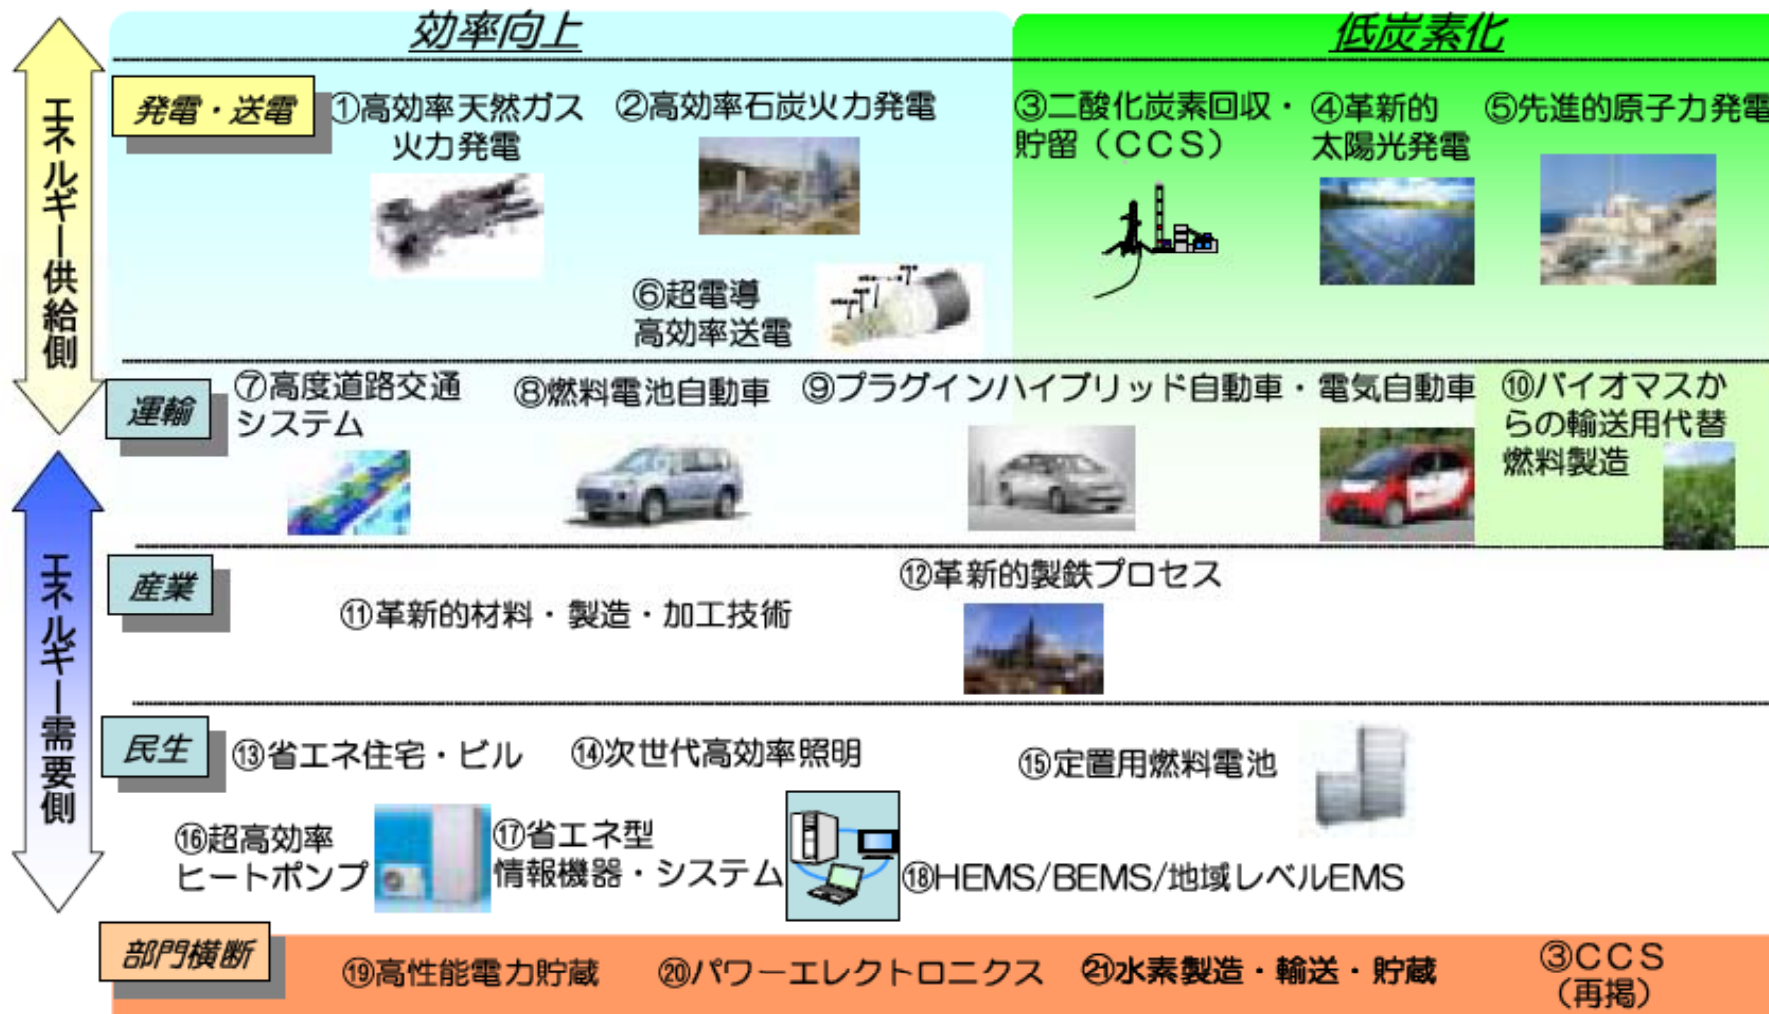 効率向上
低炭素化
エネルギー供給側
発電・送電
①高効率天然ガス
火力発電
②高効率石炭火力発電
③二酸化炭素回収・
貯留（CCS）
④革新的
太陽光発電
⑤先進的原子力発電
⑥超電導
高効率送電
運輸
⑦高度道路交通
システム
⑧燃料電池自動車
⑨プラグインハイブリッド自動車・電気自動車
⑩バイオマスか
らの輸送用代替
燃料製造
エネルギー需要側
産業
⑪革新的材料・製造・加工技術
⑫革新的製鉄プロセス
民生
⑬省エネ住宅・ビル
⑭次世代高効率照明
⑮定置用燃料電池
⑯超高効率
ヒートポンプ
⑰省エネ型
情報機器・システム
⑱HEMS/BEMS/地域レベルEMS
部門横断
⑲高性能電力貯蔵
⑳パワーエレクトロニクス
㉑水素製造・輸送・貯蔵
③CCS
（再掲）